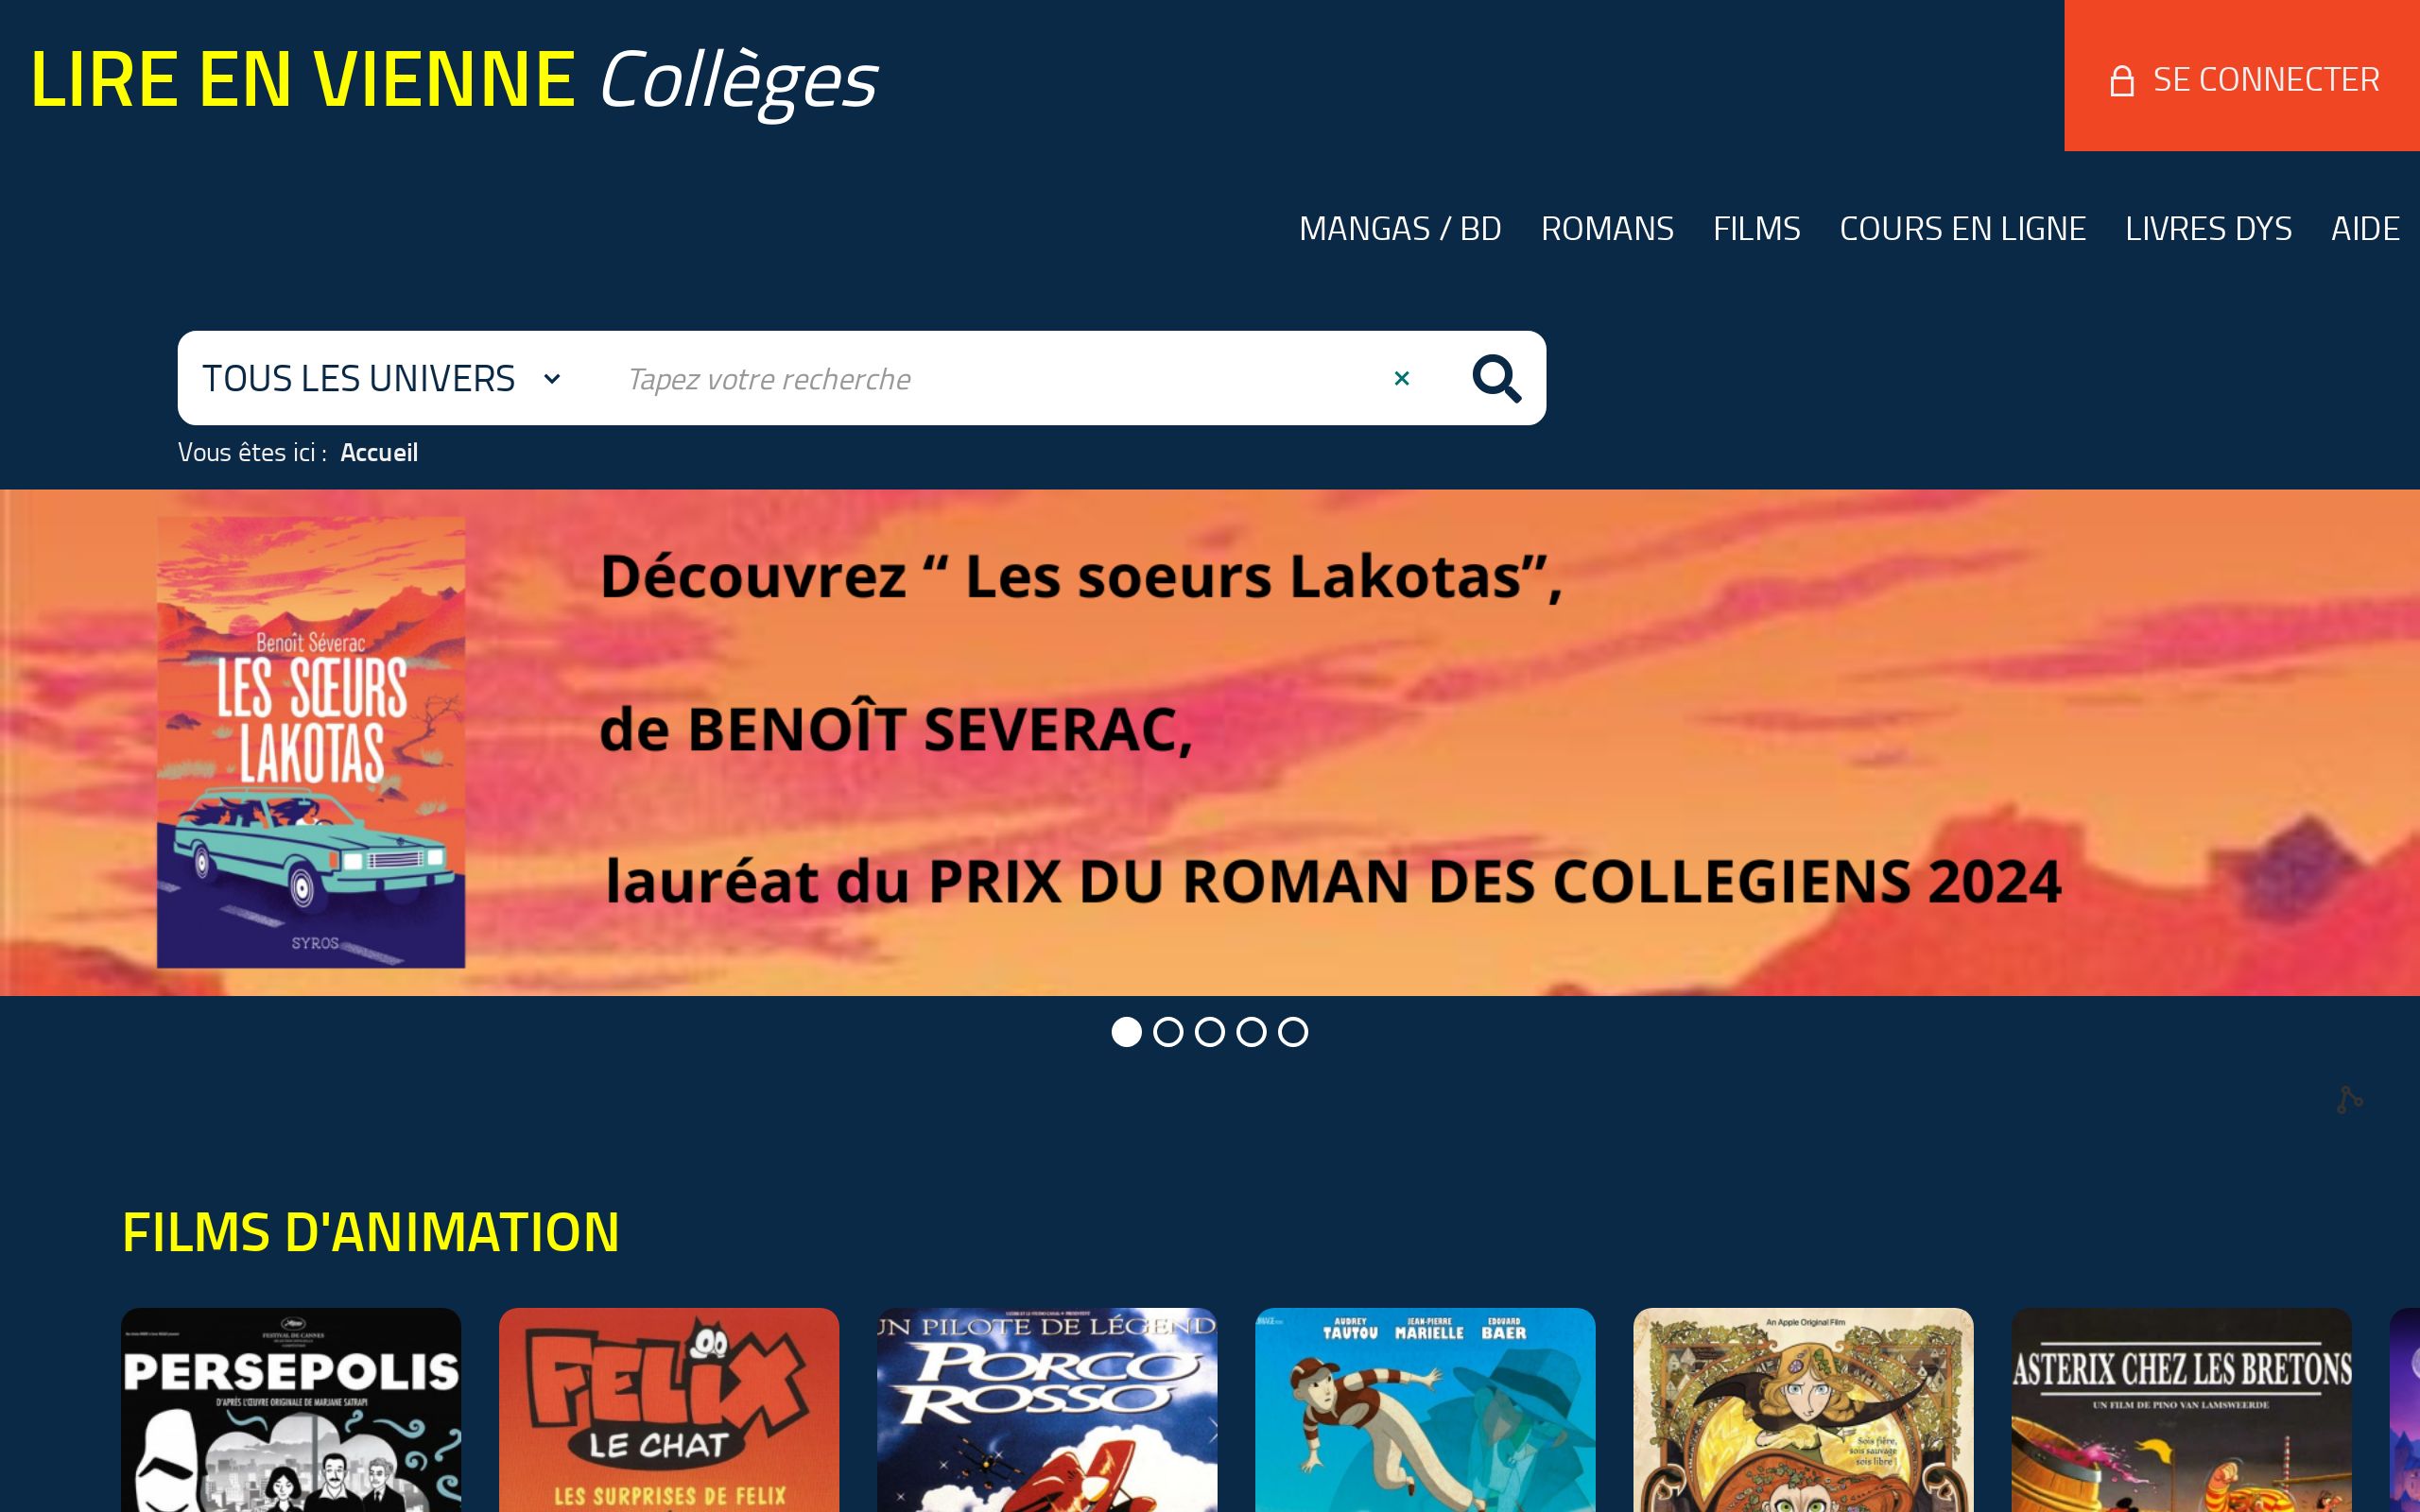 LIRE EN VIENNE Collèges
SE CONNECTER
MANGAS / BD ROMANS FILMS COURS EN LIGNE LIVRES DYS AIDE
TOUS LES UNIVERS
Tapez votre recherche
Vous êtes ici : Accueil
Benoît Séverac
LES SŒURS
LAKOTAS
SYROS
Découvrez “ Les soeurs Lakotas”,
de BENOÎT SEVERAC,
lauréat du PRIX DU ROMAN DES COLLEGIENS 2024
FILMS D'ANIMATION
FESTIVAL DE CANNES
PERSEPOLIS
D'APRÈS L'ŒUVRE ORIGINALE DE MARJANE SATRAPI
FELIX
LE CHAT
LES SURPRISES DE FELIX
UN PILOTE DE LÉGEND
PORCO
ROSSO
AUDREY TAUTOU JEAN-PIERRE MARIELLE EDOUARD BAER
An Apple Original Film
Sois fière,
sois sauvage
sois libre !
ASTERIX CHEZ LES BRETONS
UN FILM DE PINO VAN LAMSWEERDE